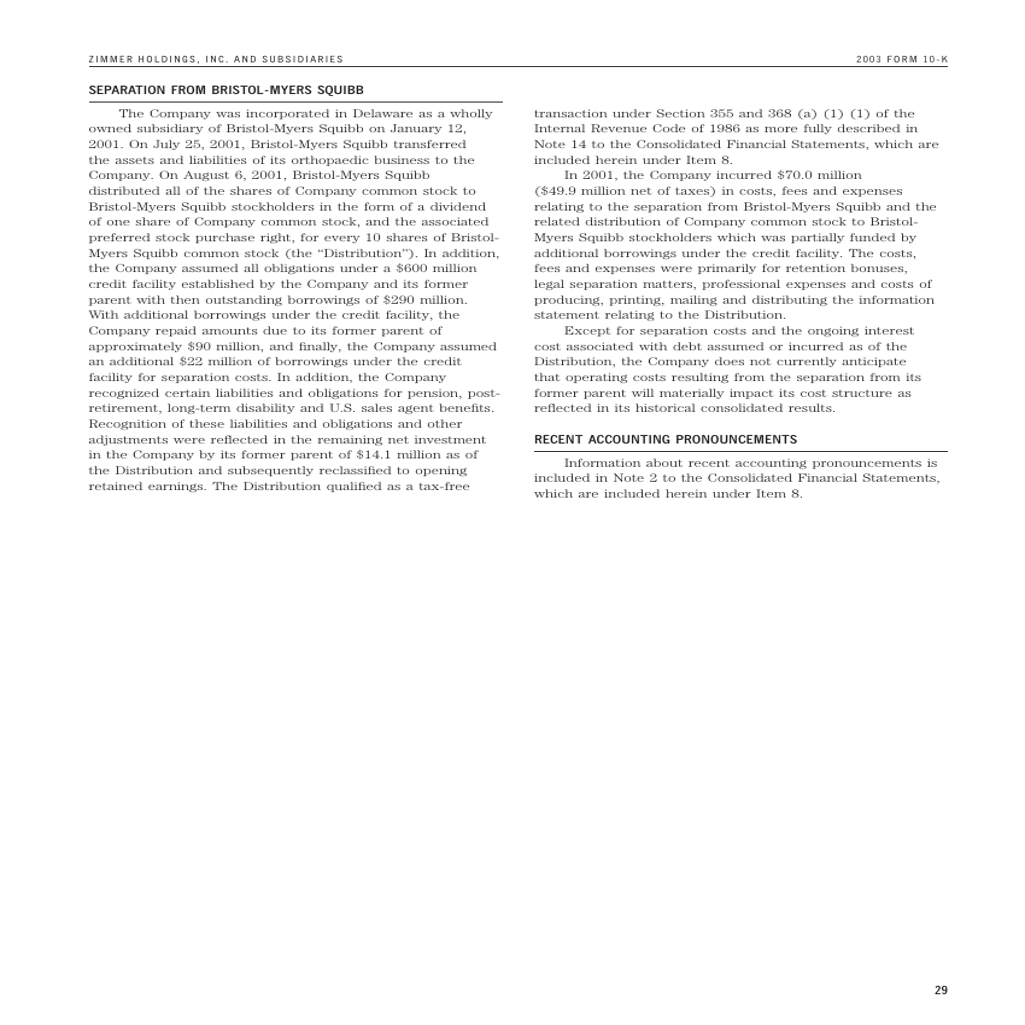 ZIMMER HOLDINGS, INC. AND SUBSIDIARIES
2003 FORM 10-K
SEPARATION FROM BRISTOL-MYERS SQUIBB
The Company was incorporated in Delaware as a wholly
owned subsidiary of Bristol-Myers Squibb on January 12,
2001. On July 25, 2001, Bristol-Myers Squibb transferred
the assets and liabilities of its orthopaedic business to the
Company. On August 6, 2001, Bristol-Myers Squibb
distributed all of the shares of Company common stock to
Bristol-Myers Squibb stockholders in the form of a dividend
of one share of Company common stock, and the associated
preferred stock purchase right, for every 10 shares of Bristol-
Myers Squibb common stock (the “Distribution”). In addition,
the Company assumed all obligations under a $600 million
credit facility established by the Company and its former
parent with then outstanding borrowings of $290 million.
With additional borrowings under the credit facility, the
Company repaid amounts due to its former parent of
approximately $90 million, and finally, the Company assumed
an additional $22 million of borrowings under the credit
facility for separation costs. In addition, the Company
recognized certain liabilities and obligations for pension, post-
retirement, long-term disability and U.S. sales agent benefits.
Recognition of these liabilities and obligations and other
adjustments were reflected in the remaining net investment
in the Company by its former parent of $14.1 million as of
the Distribution and subsequently reclassified to opening
retained earnings. The Distribution qualified as a tax-free
transaction under Section 355 and 368 (a) (1) (1) of the
Internal Revenue Code of 1986 as more fully described in
Note 14 to the Consolidated Financial Statements, which are
included herein under Item 8.
In 2001, the Company incurred $70.0 million
($49.9 million net of taxes) in costs, fees and expenses
relating to the separation from Bristol-Myers Squibb and the
related distribution of Company common stock to Bristol-
Myers Squibb stockholders which was partially funded by
additional borrowings under the credit facility. The costs,
fees and expenses were primarily for retention bonuses,
legal separation matters, professional expenses and costs of
producing, printing, mailing and distributing the information
statement relating to the Distribution.
Except for separation costs and the ongoing interest
cost associated with debt assumed or incurred as of the
Distribution, the Company does not currently anticipate
that operating costs resulting from the separation from its
former parent will materially impact its cost structure as
reflected in its historical consolidated results.
RECENT ACCOUNTING PRONOUNCEMENTS
Information about recent accounting pronouncements is
included in Note 2 to the Consolidated Financial Statements,
which are included herein under Item 8.
29